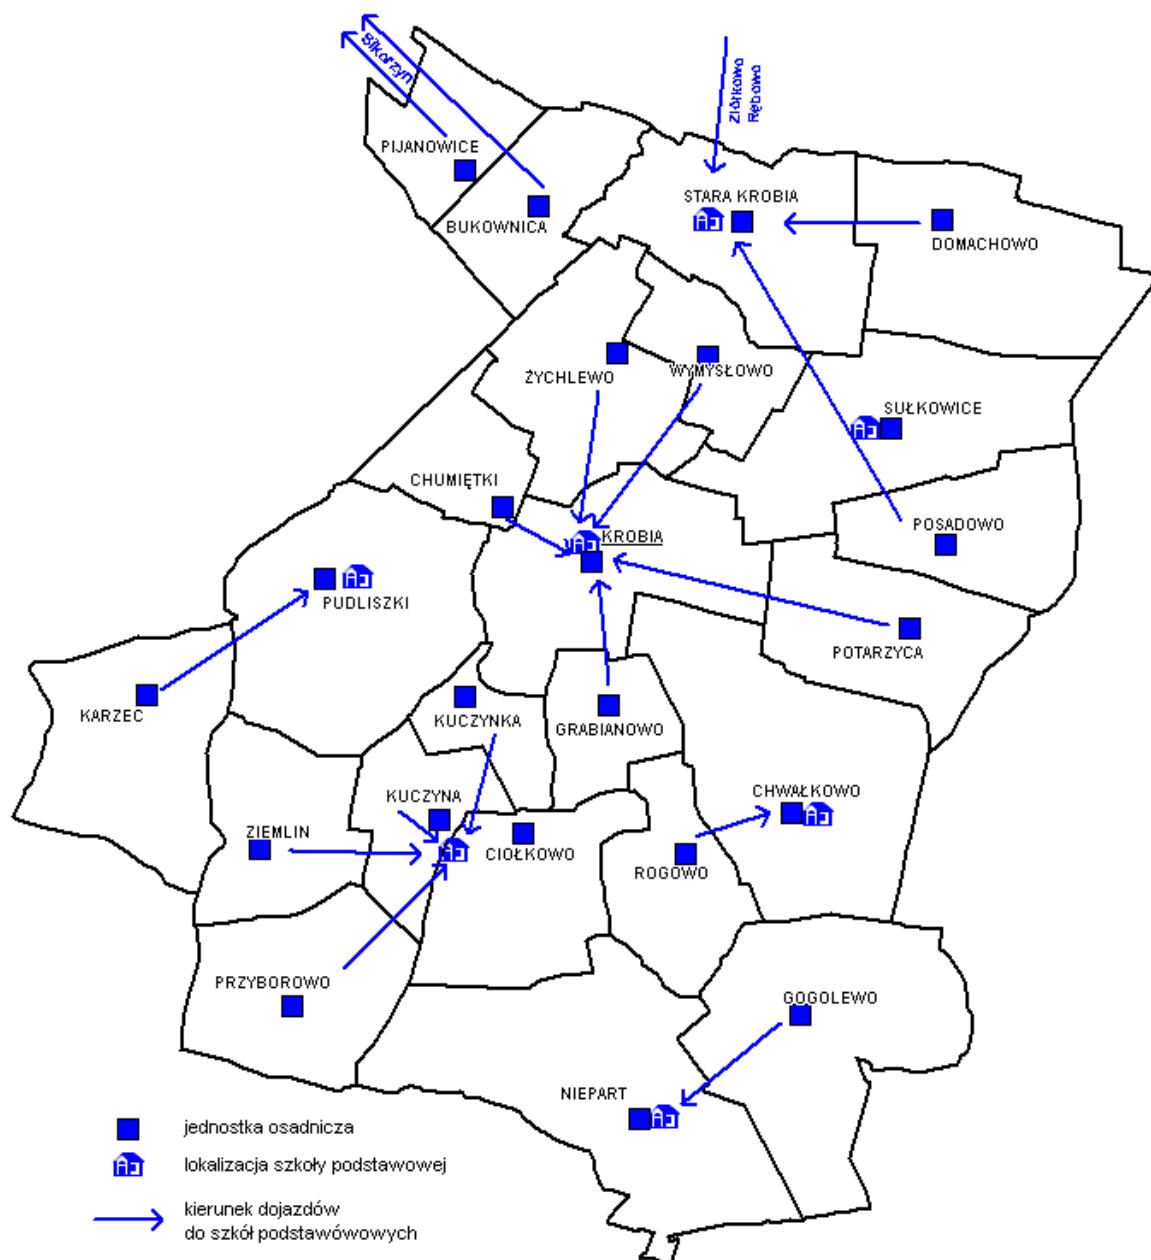 Sikorzyn
Ziółkowo
Rębowo
PIJANOWICE
STARA KROBIA
BUKOWNICA
DOMACHOWO
ŻYCHLEWO
WYMYSŁOWO
SUŁKOWICE
CHUMIĘTKI
POSADOWO
KROBIA
PUDLISZKI
POTARZYCA
KARZEC
KUCZYNKA
GRABIANOWO
CHWAŁKOWO
KUCZYNA
ZIEMLIN
CIOŁKOWO
ROGOWO
PRZYBOROWO
GOGOLEWO
NIEPART
jednostka osadnicza
lokalizacja szkoły podstawowej
kierunek dojazdów
do szkół podstawówowych